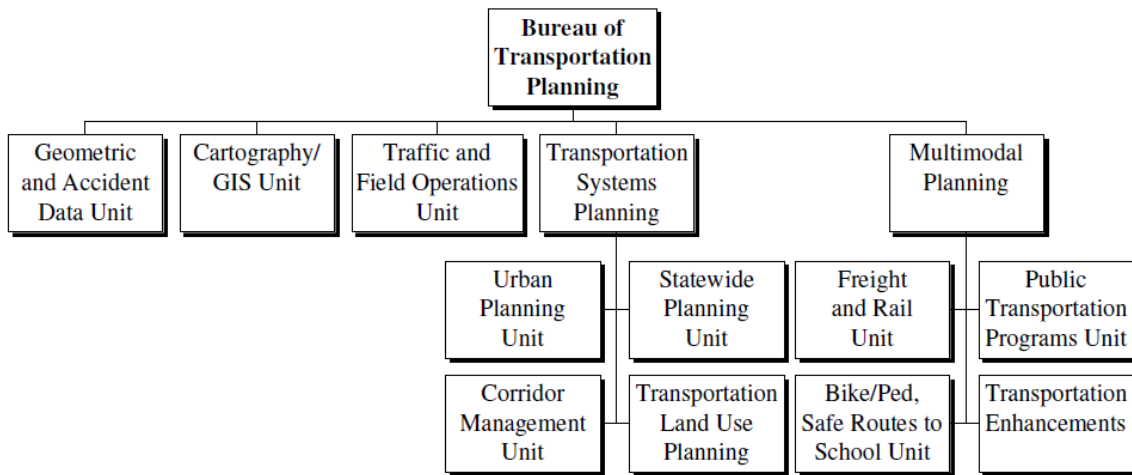 Bureau of
Transportation
Planning
Geometric
and Accident
Data Unit
Cartography/
GIS Unit
Traffic and
Field Operations
Unit
Transportation
Systems
Planning
Multimodal
Planning
Urban
Planning
Unit
Statewide
Planning
Unit
Freight
and Rail
Unit
Public
Transportation
Programs Unit
Corridor
Management
Unit
Transportation
Land Use
Planning
Bike/Ped,
Safe Routes to
School Unit
Transportation
Enhancements